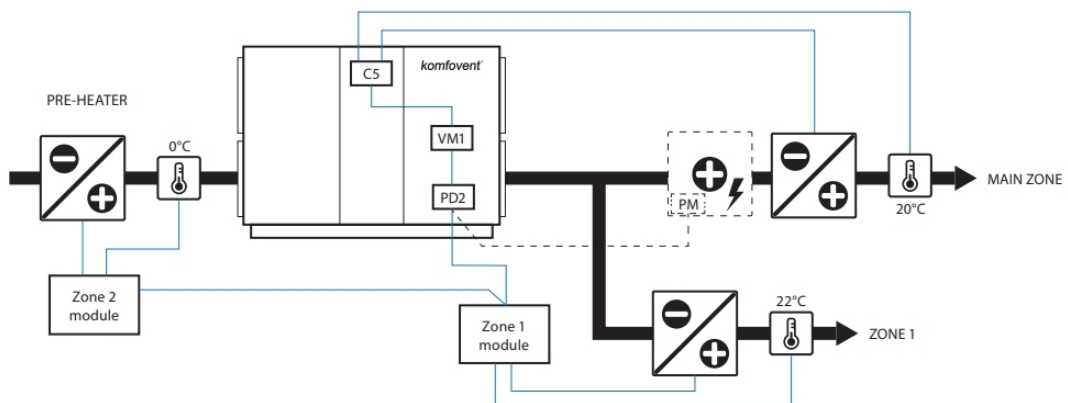 PRE-HEATER
0°C
C5
komfovent
VM1
PD2
PM
20°C
MAIN ZONE
Zone 2
module
Zone 1
module
22°C
ZONE 1